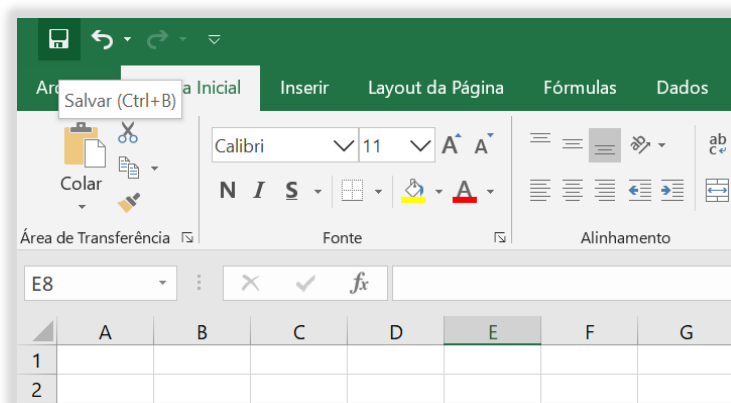 Salvar (Ctrl+B)
a Inicial
Inserir
Layout da Página
Fórmulas
Dados
Colar
Calibri
11
A A
ab
c
N I S
A
Área de Transferência
Fonte
Alinhamento
E8
fx
A B C D E F G
1
2